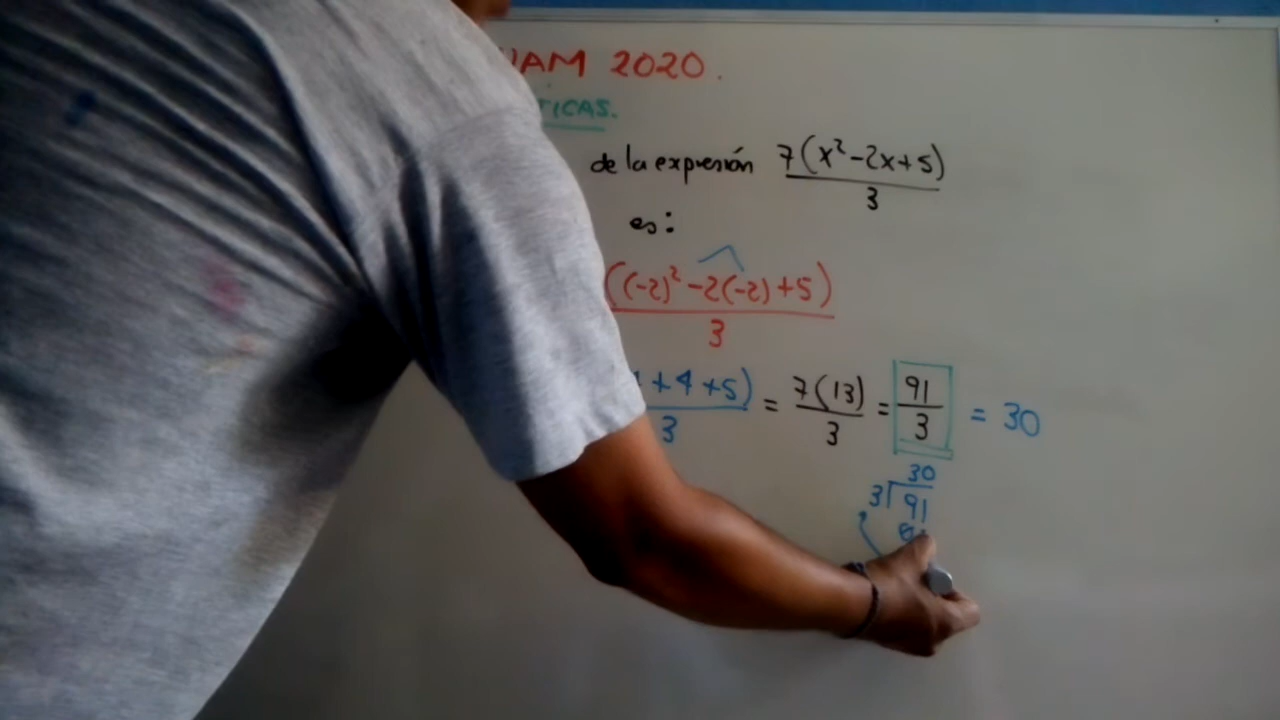 UAM 2020.
TICAS.
de la expresión 7(x²-2x+5)/3
es:
((-2)²-2(-2)+5)/3
+4+5)/3 = 7(13)/3 = 91/3 = 30
30
3 91